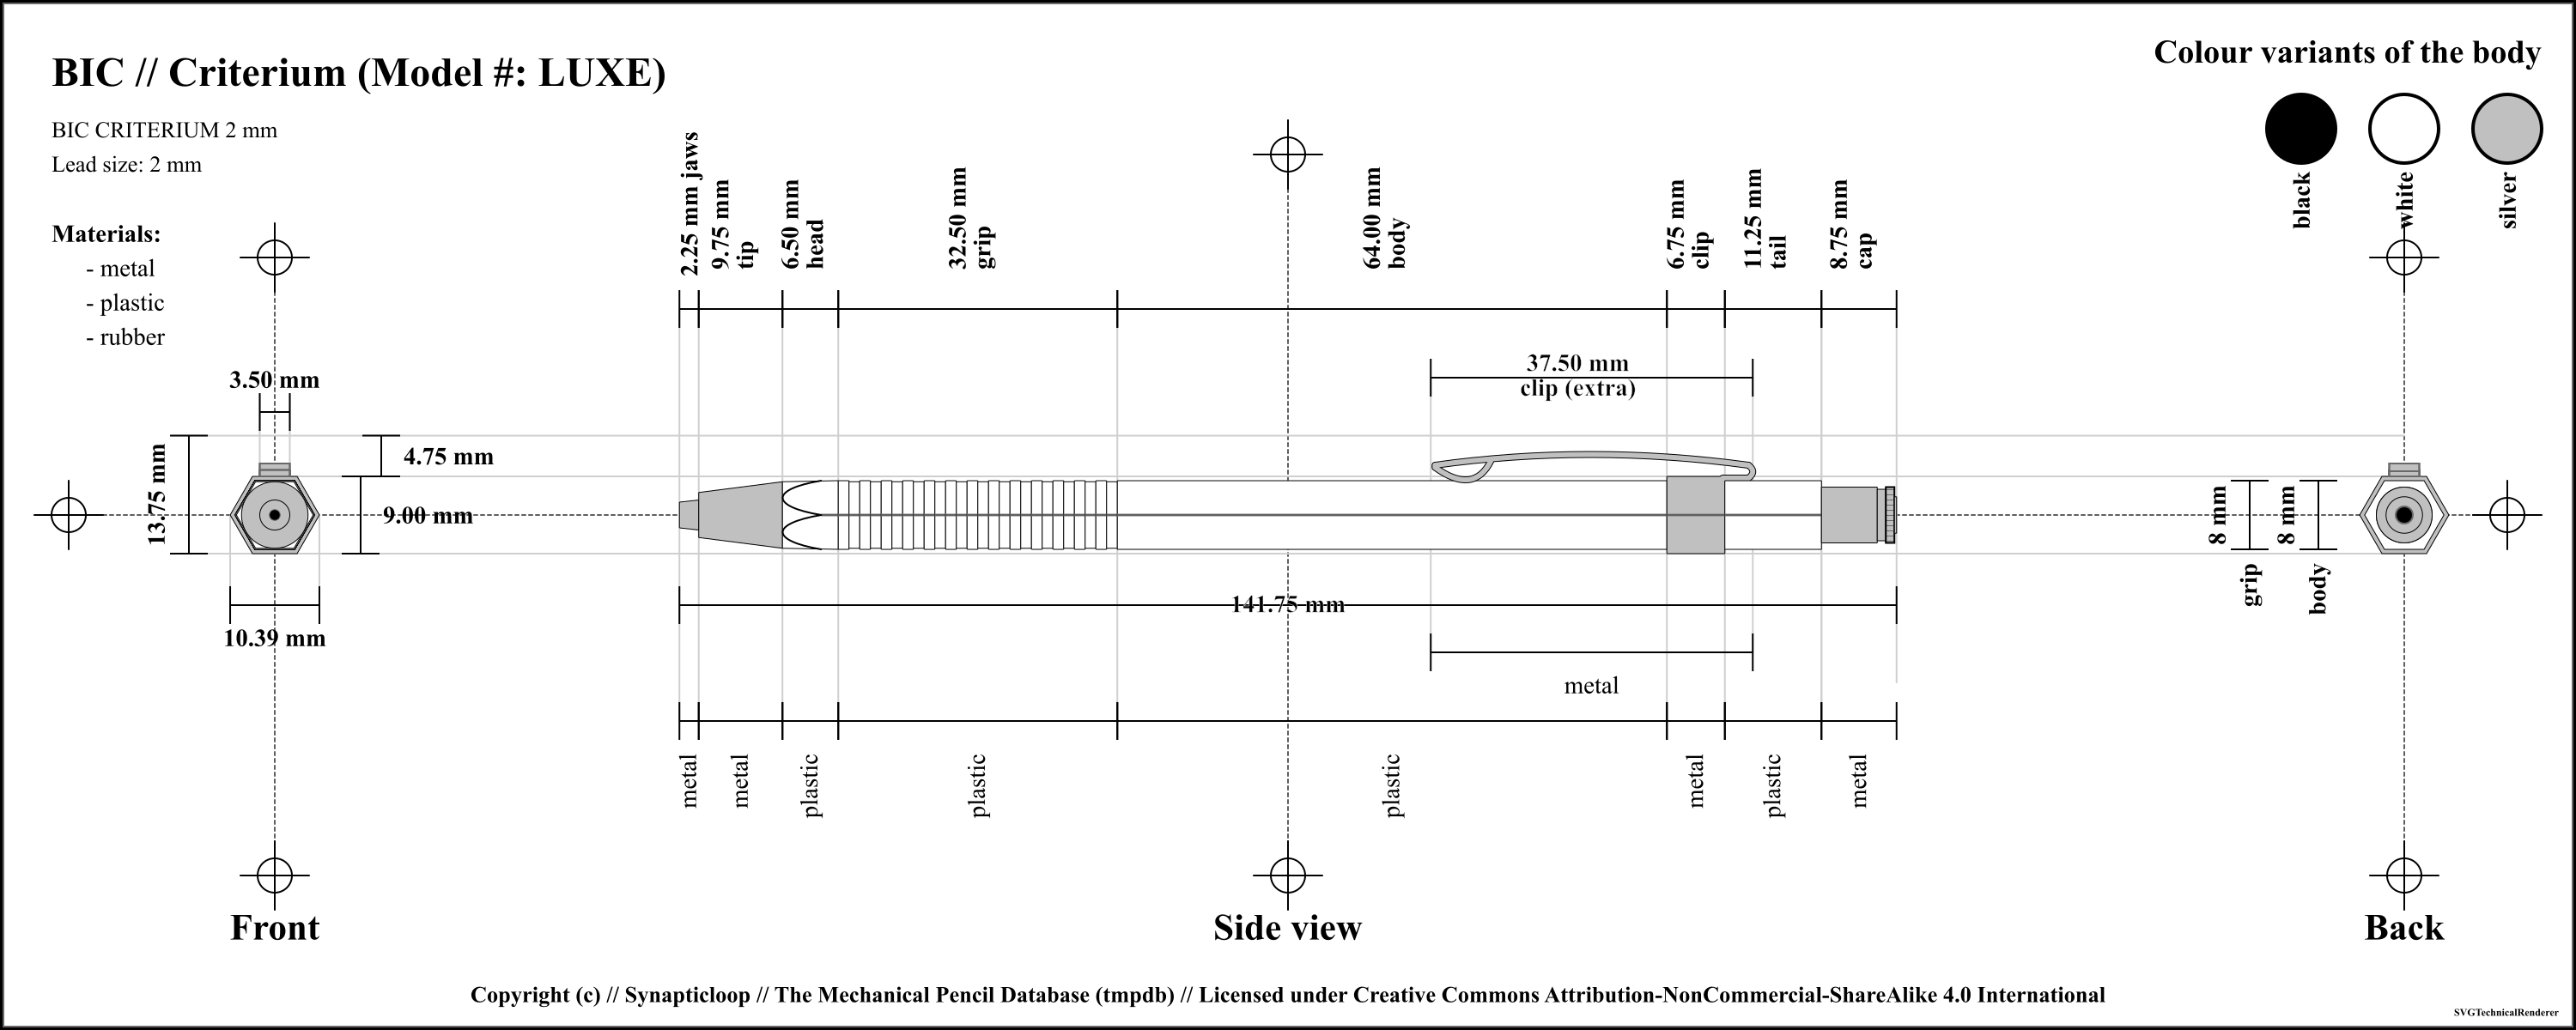 BIC // Criterium (Model #: LUXE)
BIC CRITERIUM 2 mm
Lead size: 2 mm
Materials:
- metal
- plastic
- rubber
Colour variants of the body
black
white
silver
2.25 mm jaws
9.75 mm
tip
6.50 mm
head
32.50 mm
grip
64.00 mm
body
6.75 mm
clip
11.25 mm
tail
8.75 mm
cap
37.50 mm
clip (extra)
3.50 mm
13.75 mm
4.75 mm
9.00 mm
10.39 mm
8 mm
grip
8 mm
body
141.75 mm
metal
metal
metal
plastic
plastic
plastic
metal
plastic
metal
Front
Side view
Back
Copyright (c) // Synapticloop // The Mechanical Pencil Database (tmpdb) // Licensed under Creative Commons Attribution-NonCommercial-ShareAlike 4.0 International
SVGTechnicalRenderer